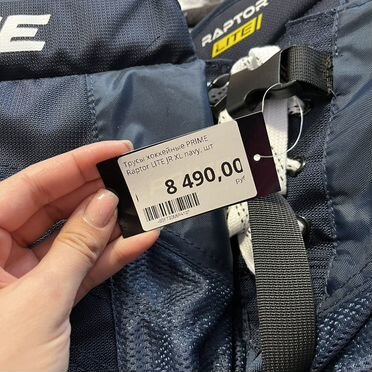 RAPTOR
LITE
Трусы хоккейные PRIME
Raptor LITE JR XL navy, шт
8 490,00
руб